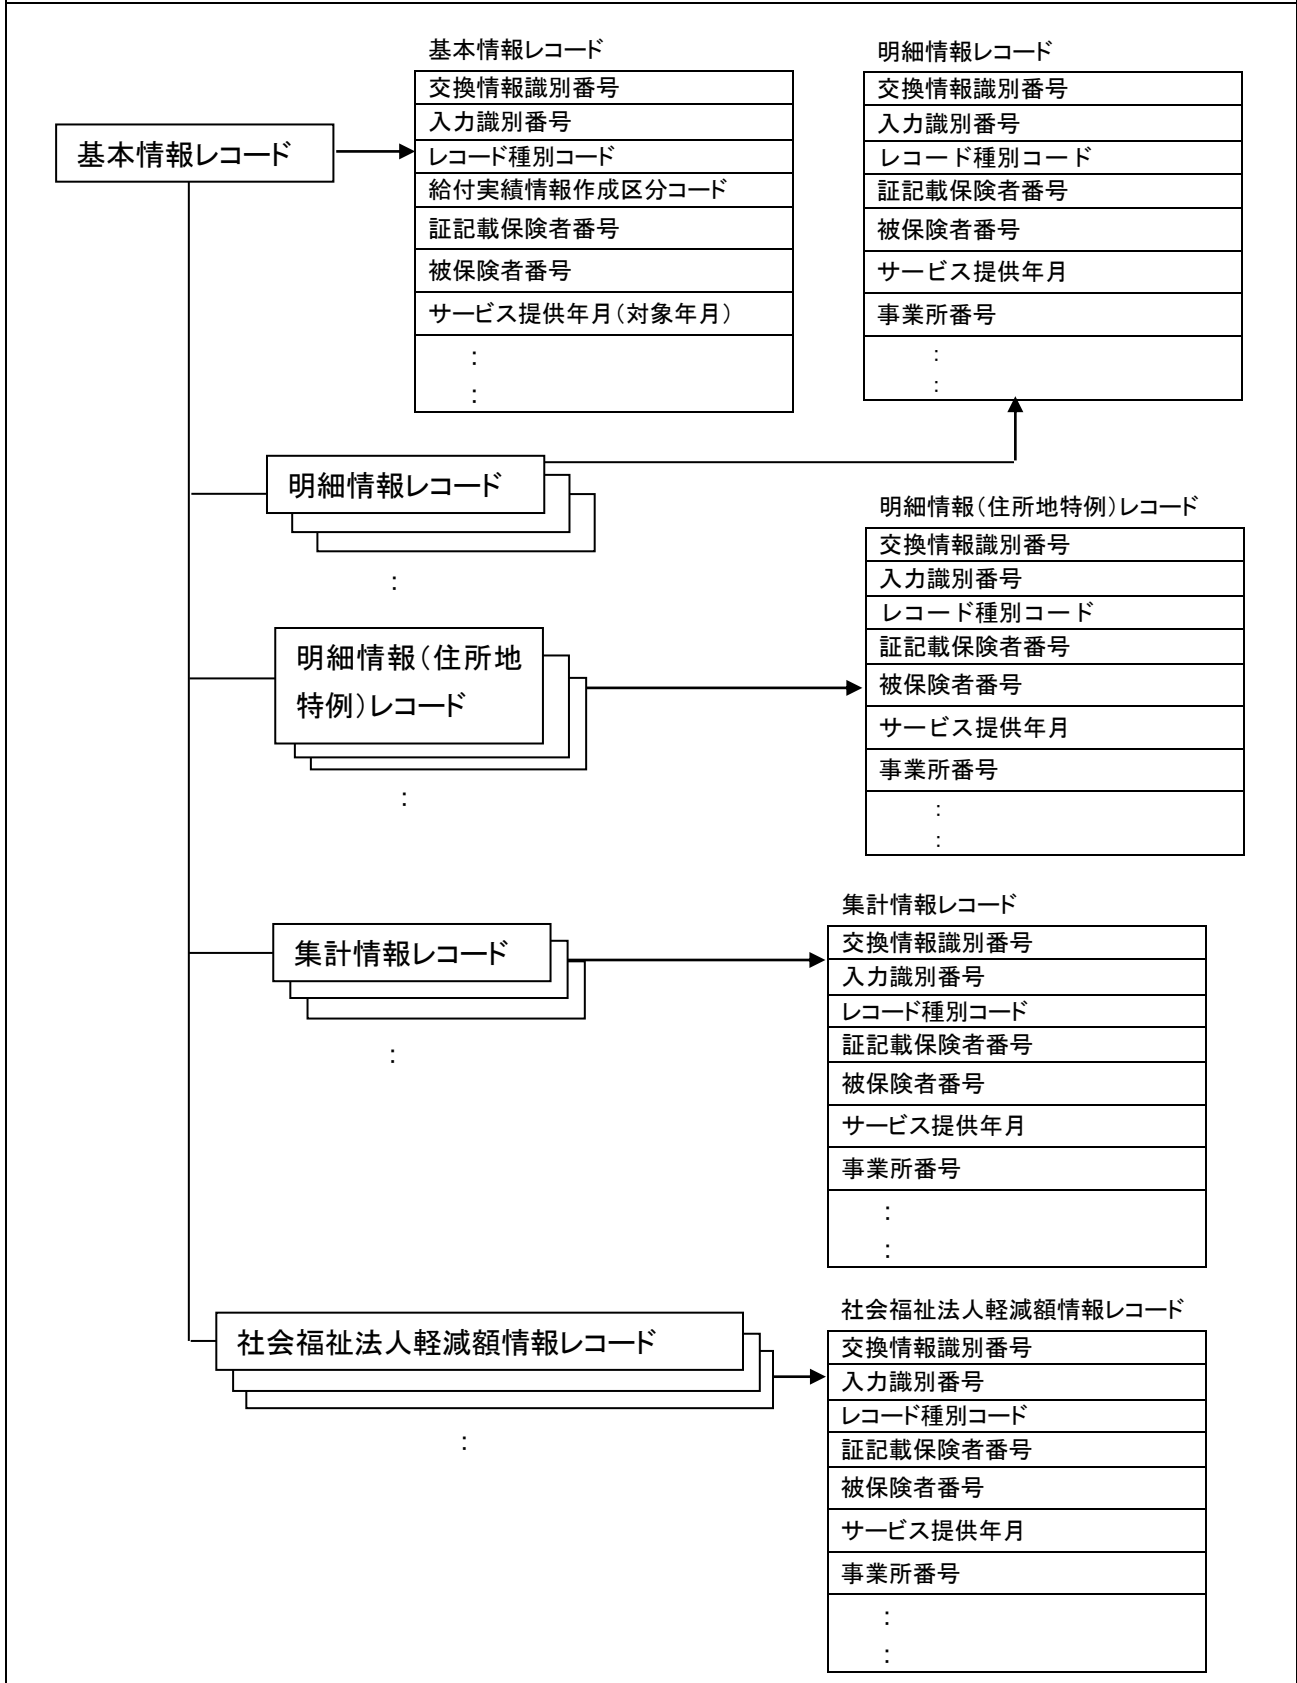 基本情報レコード
基本情報レコード
交換情報識別番号
入力識別番号
レコード種別コード
給付実績情報作成区分コード
証記載保険者番号
被保険者番号
サービス提供年月(対象年月)
:
:
明細情報レコード
交換情報識別番号
入力識別番号
レコード種別コード
証記載保険者番号
被保険者番号
サービス提供年月
事業所番号
:
:
明細情報レコード
:
明細情報(住所地特例)レコード
交換情報識別番号
入力識別番号
レコード種別コード
証記載保険者番号
被保険者番号
サービス提供年月
事業所番号
:
:
明細情報(住所地
特例)レコード
:
集計情報レコード
交換情報識別番号
入力識別番号
レコード種別コード
証記載保険者番号
被保険者番号
サービス提供年月
事業所番号
:
:
集計情報レコード
:
社会福祉法人軽減額情報レコード
交換情報識別番号
入力識別番号
レコード種別コード
証記載保険者番号
被保険者番号
サービス提供年月
事業所番号
:
:
社会福祉法人軽減額情報レコード
: